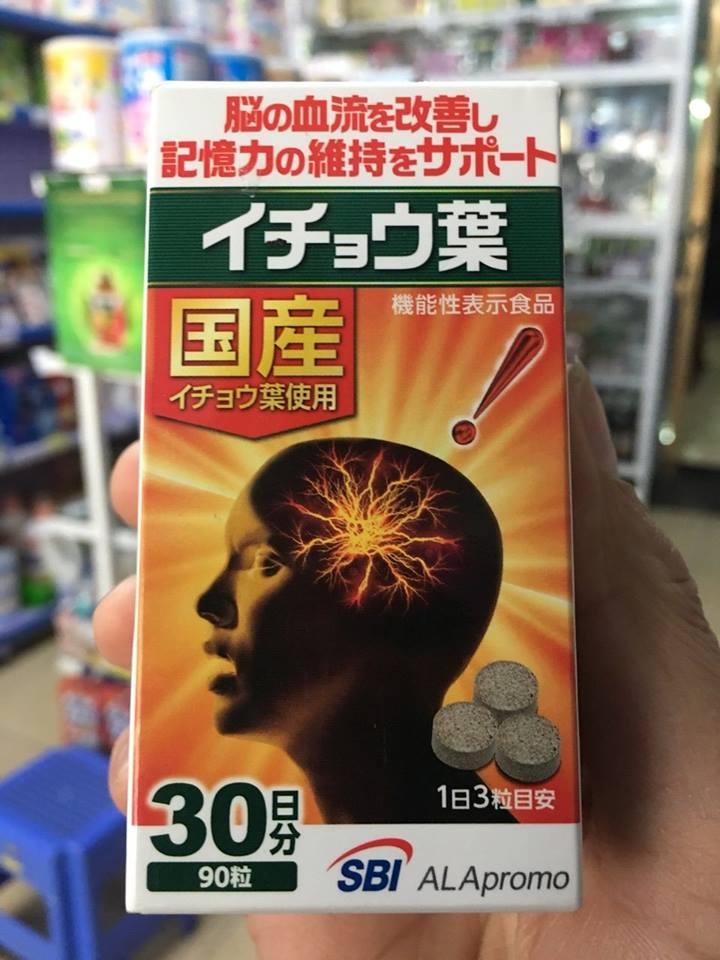 脳の血流を改善し
記憶力の維持をサポート
イチョウ葉
国産
イチョウ葉使用
機能性表示食品
1日3粒目安
30日分
90粒
SBI ALApromo